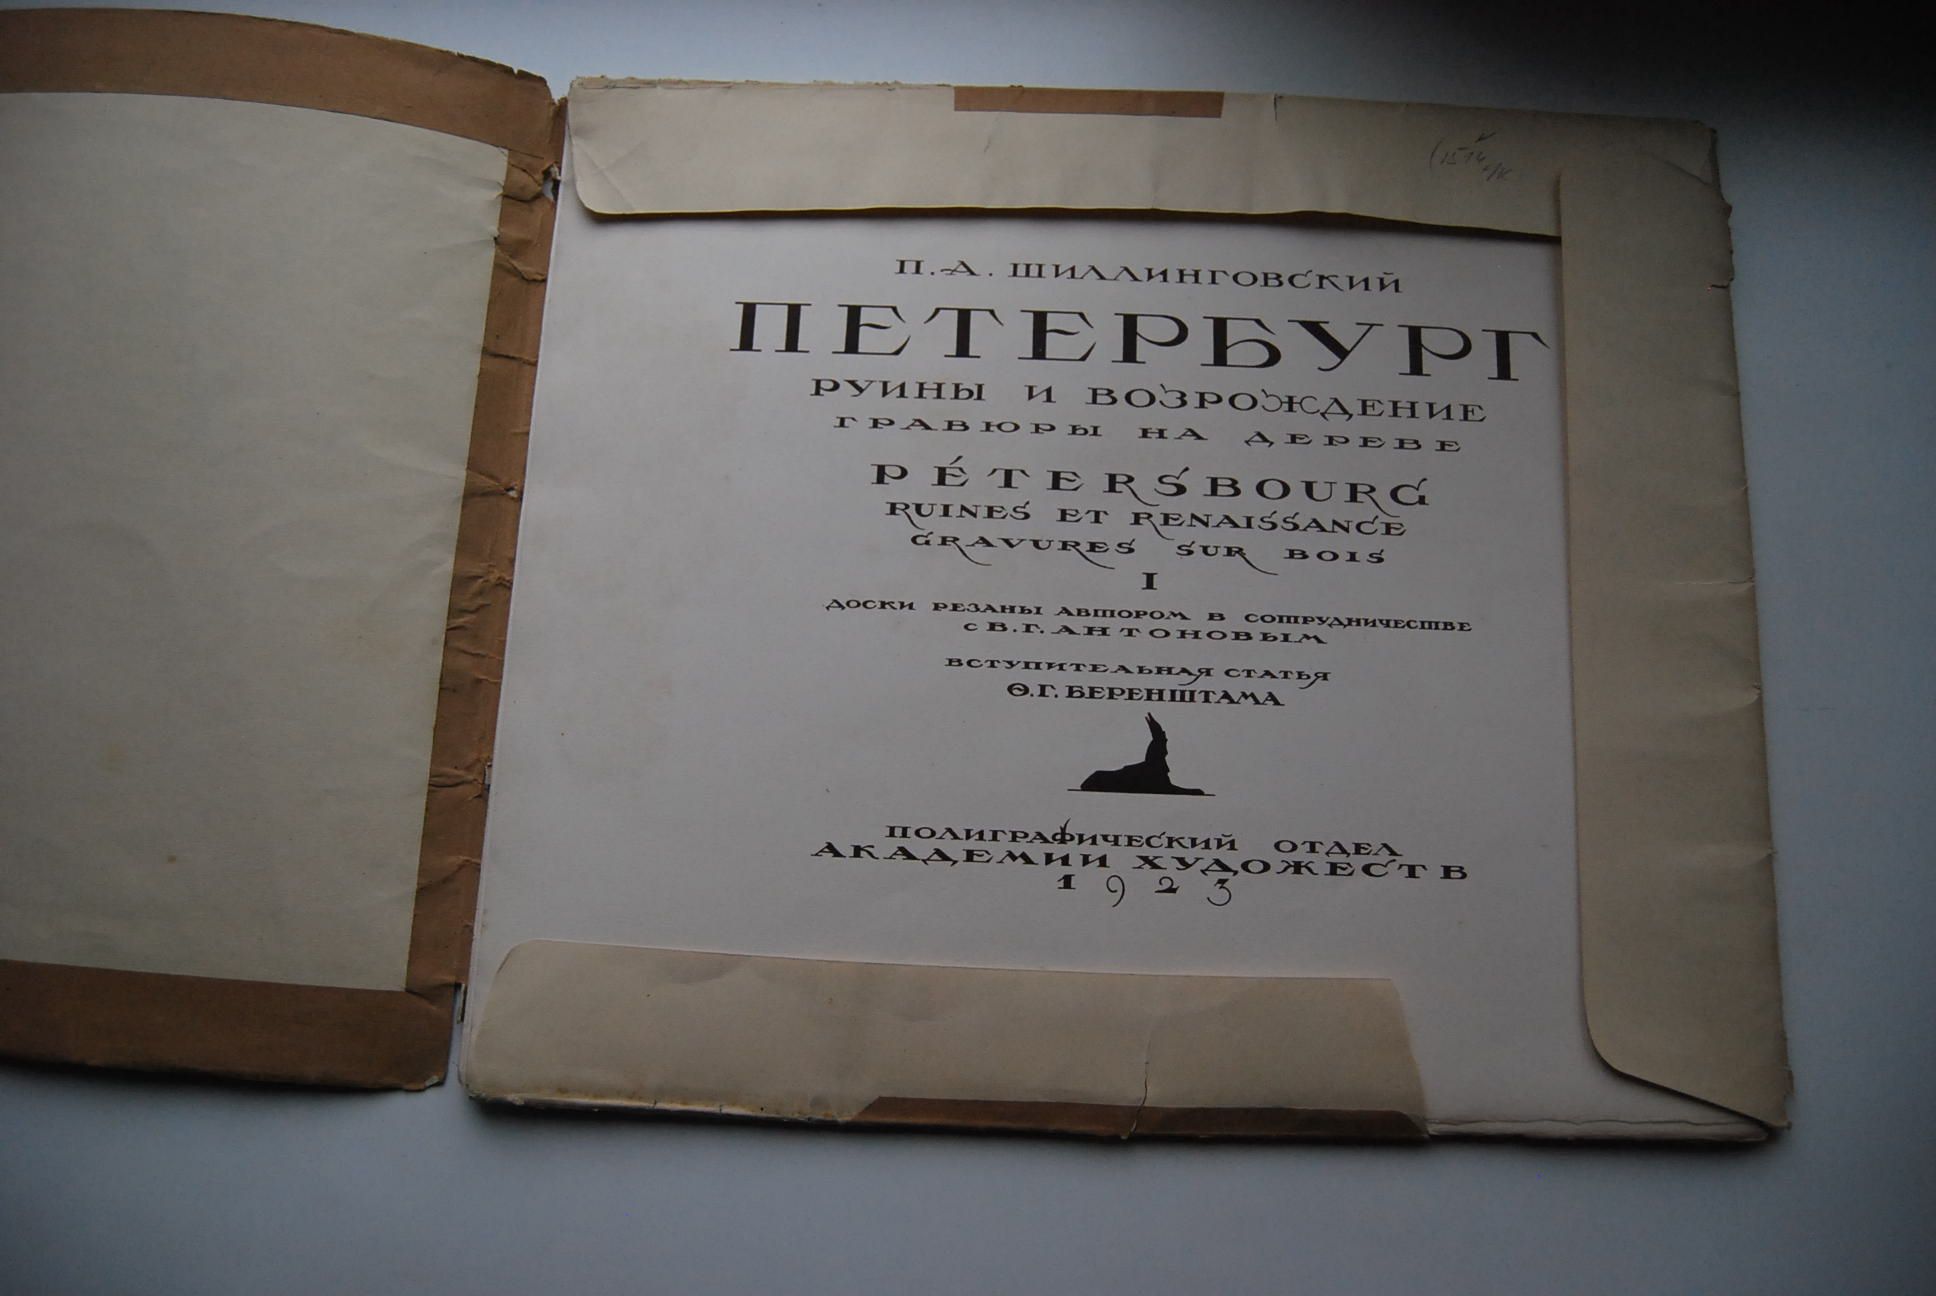 П.А. ШИЛЛИНГОВСКИЙ
ПЕТЕРБУРГ
РУИНЫ И ВОЗРОЖДЕНИЕ
ГРАВЮРЫ НА ДЕРЕВЕ
PÉTERSBOURG
RUINES ET RENAISSANCE
GRAVURES SUR BOIS
I
ДОСКИ РЕЗАНЫ АВТОРОМ В СОТРУДНИЧЕСТВЕ
С В.Г. АНТОНОВЫМ
ВСТУПИТЕЛЬНАЯ СТАТЬЯ
Ѳ.Г. БЕРЕНШТАМА
ПОЛИГРАФИЧЕСКИЙ ОТДЕЛ
АКАДЕМИИ ХУДОЖЕСТВ
1923